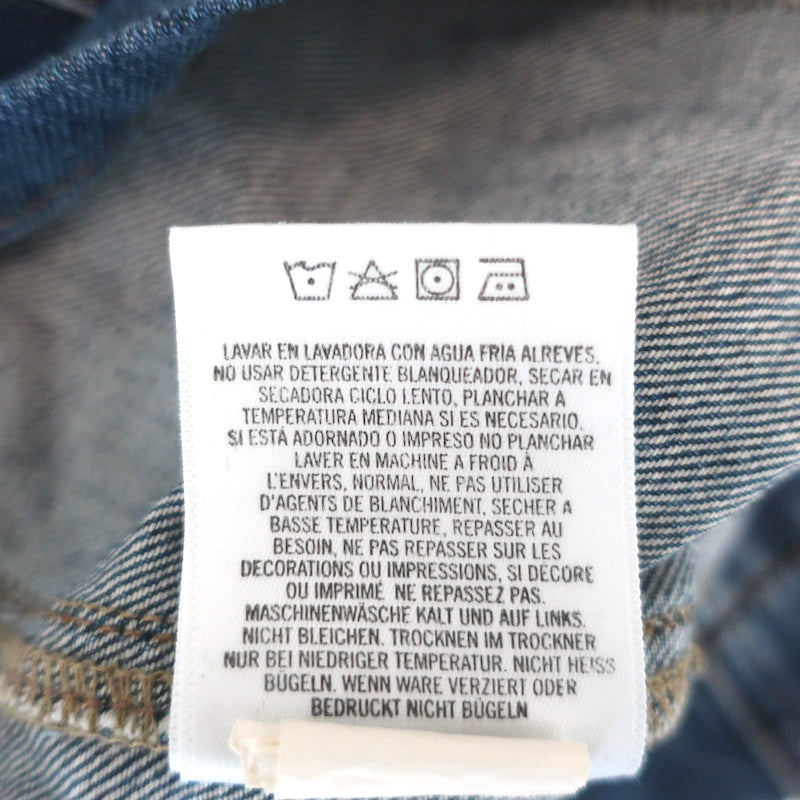 LAVAR EN LAVADORA CON AGUA FRIA ALREVES.
NO USAR DETERGENTE BLANQUEADOR, SECAR EN
SECADORA CICLO LENTO, PLANCHAR A
TEMPERATURA MEDIANA SI ES NECESARIO.
SI ESTÁ ADORNADO O IMPRESO NO PLANCHAR
LAVER EN MACHINE A FROID À
L'ENVERS, NORMAL, NE PAS UTILISER
D'AGENTS DE BLANCHIMENT, SECHER A
BASSE TEMPERATURE, REPASSER AU
BESOIN, NE PAS REPASSER SUR LES
DECORATIONS OU IMPRESSIONS, SI DECORE
OU IMPRIMÉ NE REPASSEZ PAS.
MASCHINENWÄSCHE KALT UND AUF LINKS.
NICHT BLEICHEN. TROCKNEN IM TROCKNER
NUR BEI NIEDRIGER TEMPERATUR. NICHT HEISS
BÜGELN. WENN WARE VERZIERT ODER
BEDRUCKT NICHT BÜGELN